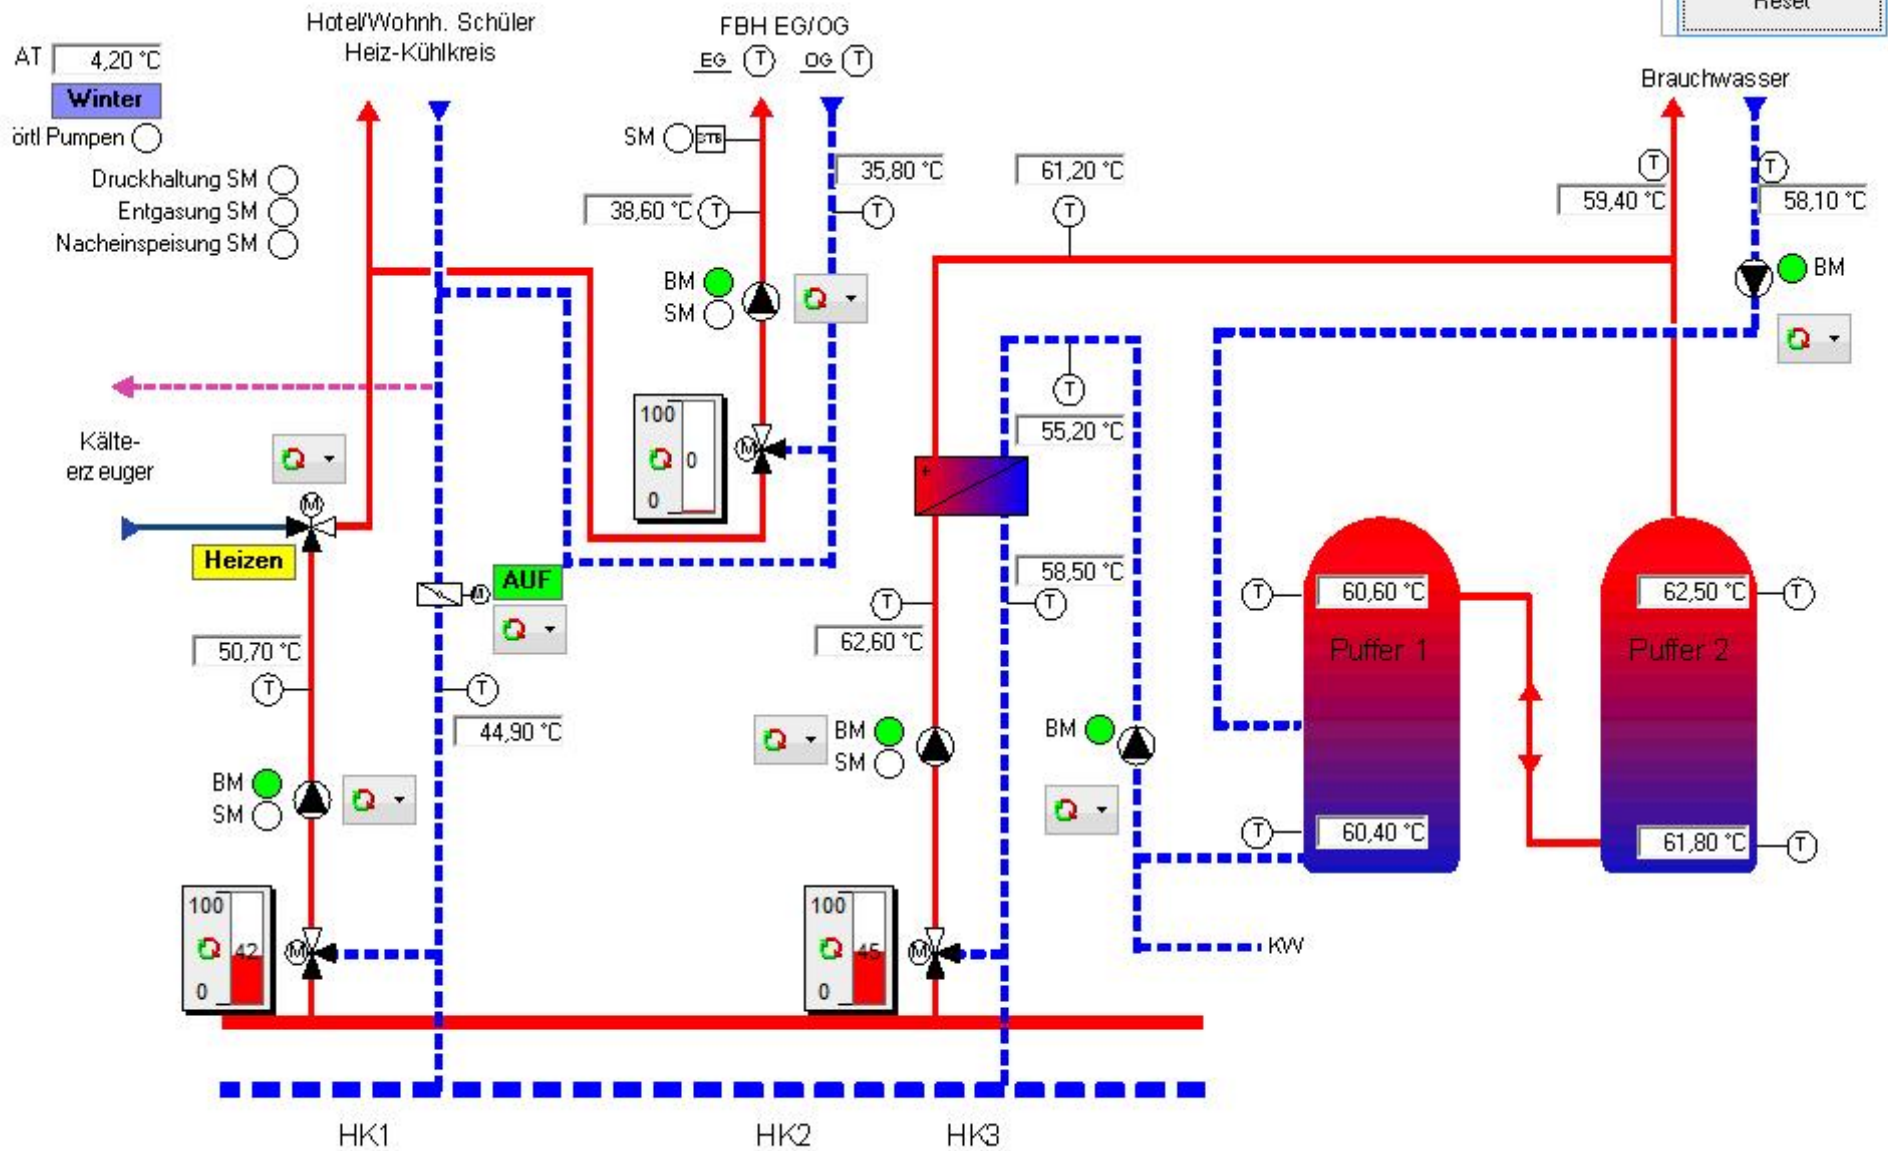 Reset
Hotel/Wohnh. Schüler
Heiz-Kühlkreis
FBH EG/OG
EG T OG T
AT 4,20 °C
Winter
örtl Pumpen
Druckhaltung SM
Entgasung SM
Nacheinspeisung SM
SM STB
38,60 °C T
35,80 °C
T
61,20 °C
T
Brauchwasser
T
59,40 °C
T
58,10 °C
BM
BM
SM
Kälte-
erzeuger
M
Heizen
100
0
0
M
T
55,20 °C
58,50 °C
T
T
62,60 °C
AUF
M
50,70 °C
T
T
44,90 °C
BM
SM
BM
SM
BM
T
60,60 °C
Puffer 1
T
60,40 °C
62,50 °C
T
Puffer 2
61,80 °C
T
100
42
0
M
100
45
0
M
KW
HK1
HK2
HK3